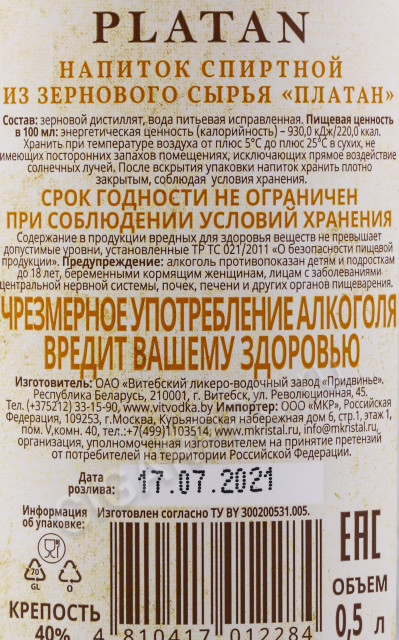 PLATAN
НАПИТОК СПИРТНОЙ
ИЗ ЗЕРНОВОГО СЫРЬЯ «ПЛАТАН»
Состав: зерновой дистиллят, вода питьевая исправленная. Пищевая ценность
в 100 мл: энергетическая ценность (калорийность) – 930,0 кДж/220,0 ккал.
Хранить при температуре воздуха от плюс 5°С до плюс 25°С в сухих, не
имеющих посторонних запахов помещениях, исключающих прямое воздействие
солнечных лучей. После вскрытия упаковки напиток хранить плотно
закрытым, соблюдая условия хранения.
СРОК ГОДНОСТИ НЕ ОГРАНИЧЕН
ПРИ СОБЛЮДЕНИИ УСЛОВИЙ ХРАНЕНИЯ
Содержание в продукции вредных для здоровья веществ не превышает
допустимые уровни, установленные ТР ТС 021/2011 «О безопасности пищевой
продукции». Предупреждение: алкоголь противопоказан детям и подросткам
до 18 лет, беременным кормящим женщинам, лицам с заболеваниями
центральной нервной системы, почек, печени и других органов пищеварения.
ЧРЕЗМЕРНОЕ УПОТРЕБЛЕНИЕ АЛКОГОЛЯ
ВРЕДИТ ВАШЕМУ ЗДОРОВЬЮ
Изготовитель: ОАО «Витебский ликеро-водочный завод «Придвинье».
Республика Беларусь, 210001, г. Витебск, ул. Революционная, 45.
Тел. (+375212) 33-15-90, www.vitvodka.by Импортер: ООО «МКР», Российская
Федерация, 109253, г.Москва, Курьяновская набережная дом 6, стр.1, этаж 1,
пом. V,комн. 40, тел.:+7(499)1103514, www.mkristal.ru, info@mkristal.ru,
организация, уполномоченная изготовителем на принятие претензий
от потребителей на территории Российской Федерации.
Дата
розлива: 17.07.2021
Информация
об упаковке: Изготовлен согласно ТУ BY 300200531.005.
EAC
70
GL
ОБЪЕМ
0,5 л
КРЕПОСТЬ
40%
4 810417 012284